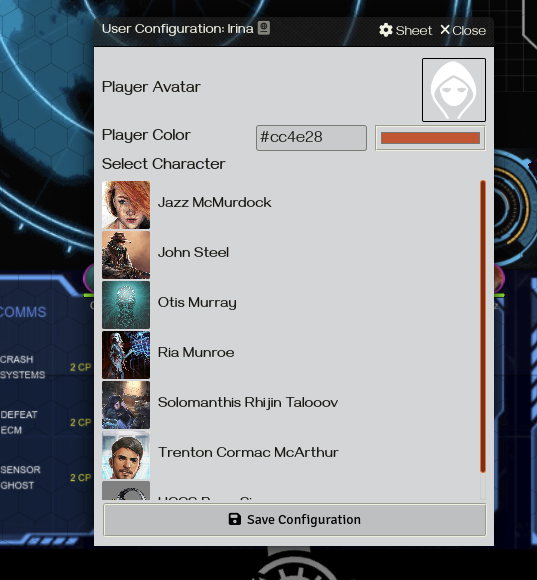 User Configuration: Irina
Sheet
Close
Player Avatar
Player Color
#cc4e28
Select Character
Jazz McMurdock
John Steel
Otis Murray
Ria Munroe
Solomanthis Rhijin Talooov
Trenton Cormac McArthur
Save Configuration
COMMS
CRASH
SYSTEMS
2 CP
DEFEAT
ECM
2 CP
SENSOR
GHOST
2 CP